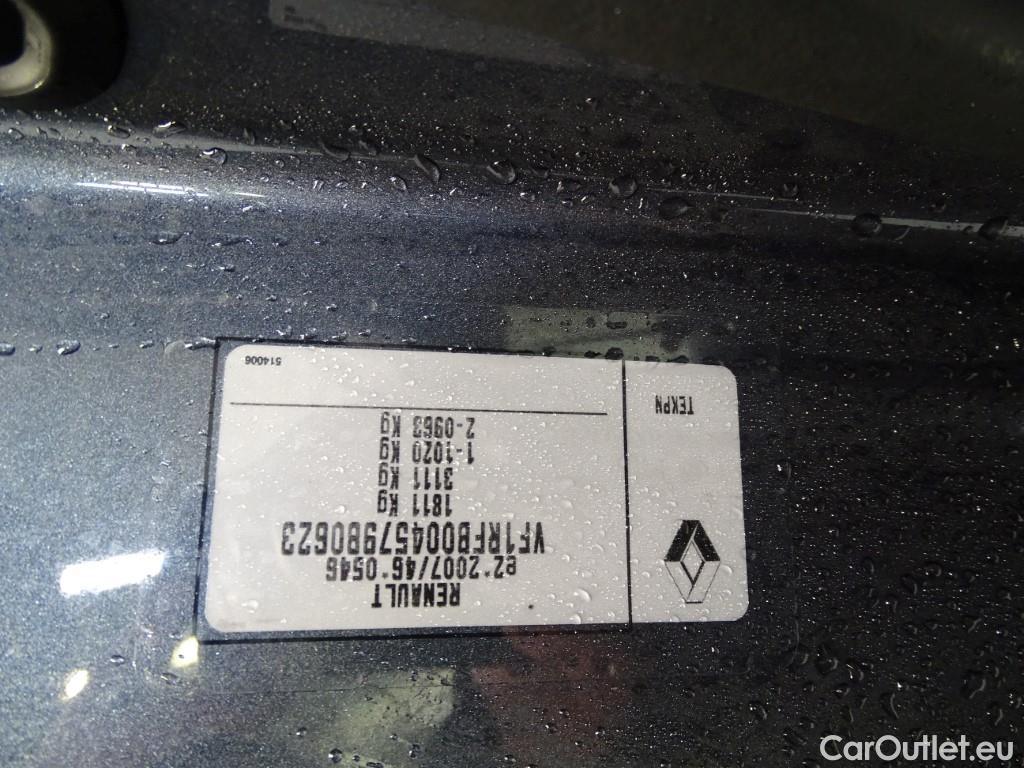 RENAULT
e2*2007/46*0546
VF1RFB00457980623
1811 Kg
3111 Kg
1-1020 Kg
2-0963 Kg
514006
TEKPN
CarOutlet.eu